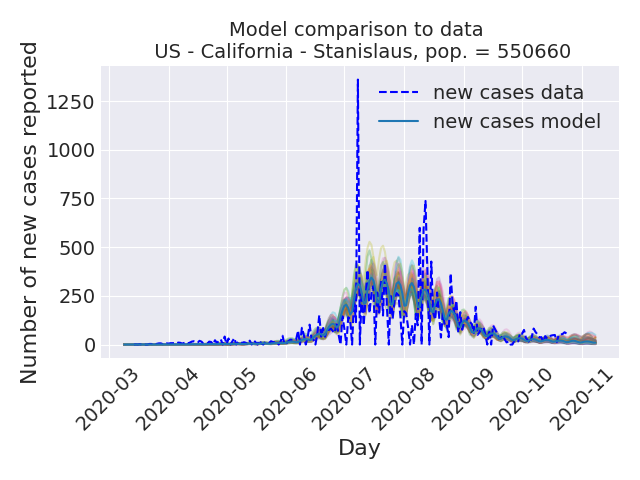 Model comparison to data
US - California - Stanislaus, pop. = 550660
Number of new cases reported
1250
1000
750
500
250
0
new cases data
new cases model
2020-03
2020-04
2020-05
2020-06
2020-07
2020-08
2020-09
2020-10
2020-11
Day